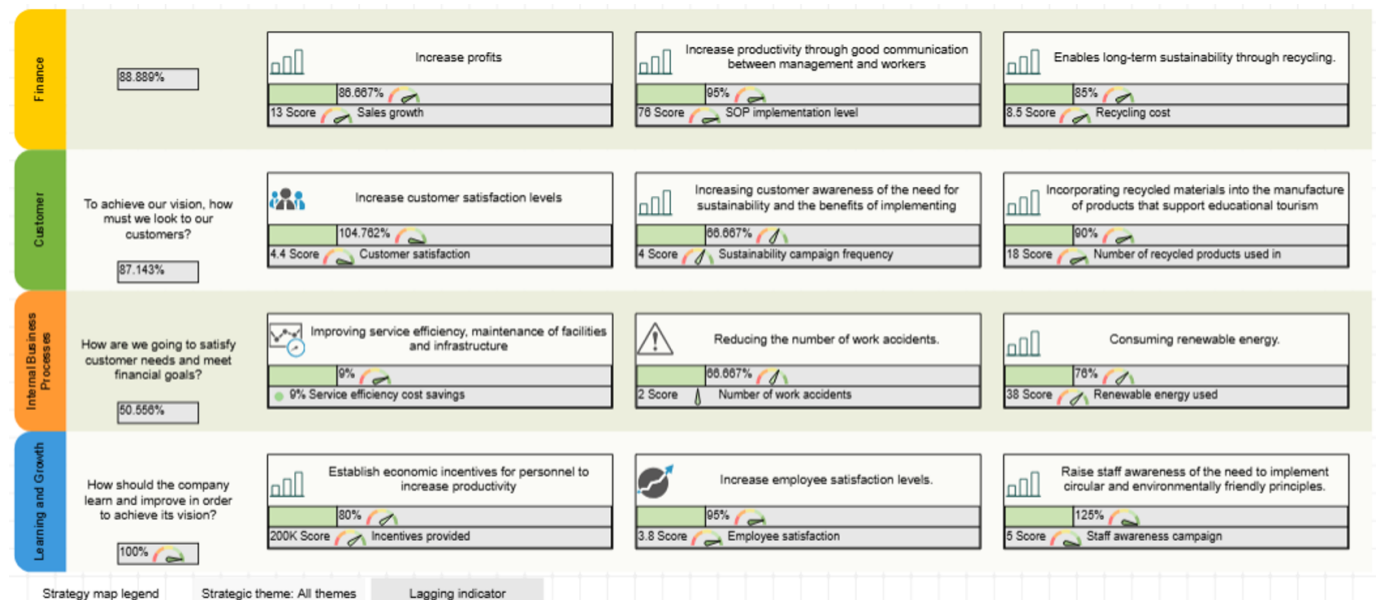 Finance
88.889%
Increase profits
86.667%
13 Score Sales growth
Increase productivity through good communication
between management and workers
95%
76 Score SOP implementation level
Enables long-term sustainability through recycling.
85%
8.5 Score Recycling cost
Customer
To achieve our vision, how
must we look to our
customers?
87.143%
Increase customer satisfaction levels
104.762%
4.4 Score Customer satisfaction
Increasing customer awareness of the need for
sustainability and the benefits of implementing
66.667%
4 Score Sustainability campaign frequency
Incorporating recycled materials into the manufacture
of products that support educational tourism
90%
18 Score Number of recycled products used in
Internal Business
Processes
How are we going to satisfy
customer needs and meet
financial goals?
50.556%
Improving service efficiency, maintenance of facilities
and infrastructure
9%
9% Service efficiency cost savings
Reducing the number of work accidents.
66.667%
2 Score Number of work accidents
Consuming renewable energy.
76%
38 Score Renewable energy used
Learning and Growth
How should the company
learn and improve in order
to achieve its vision?
100%
Establish economic incentives for personnel to
increase productivity
80%
200K Score Incentives provided
Increase employee satisfaction levels.
95%
3.8 Score Employee satisfaction
Raise staff awareness of the need to implement
circular and environmentally friendly principles.
125%
5 Score Staff awareness campaign
Strategy map legend
Strategic theme: All themes
Lagging indicator